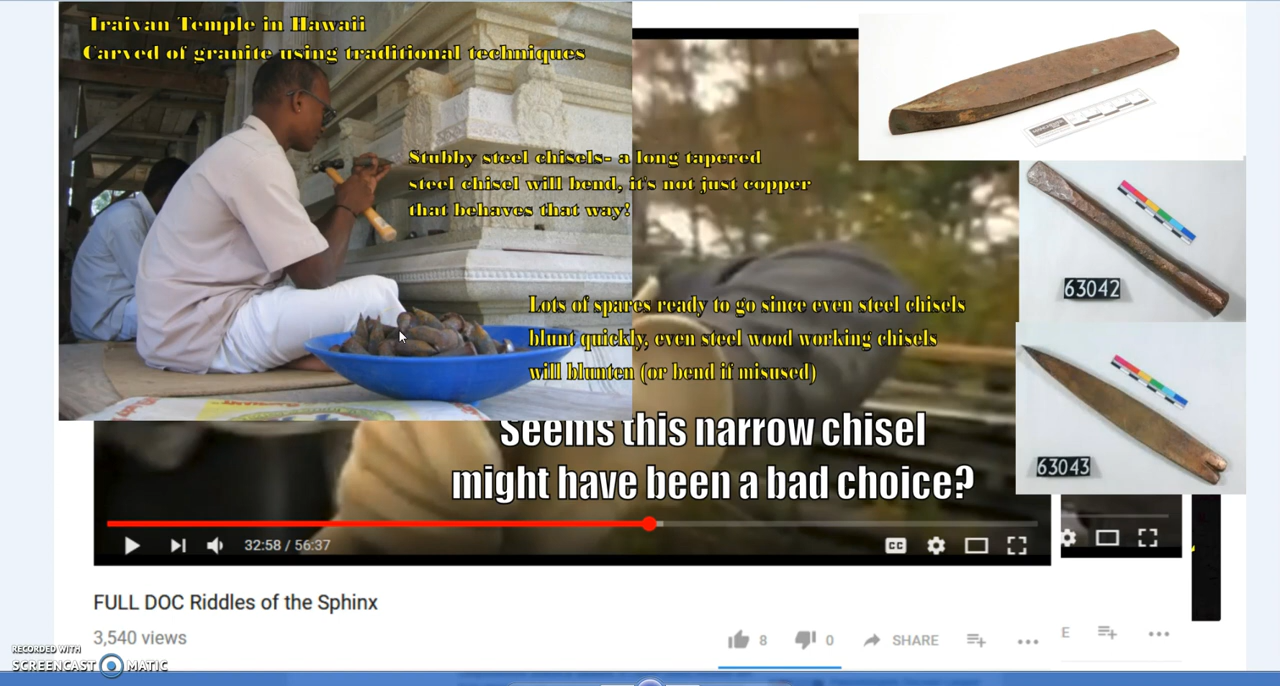 Iraivan Temple in Hawaii
Carved of granite using traditional techniques
Stubby steel chisels- a long tapered
steel chisel will bend, it's not just copper
that behaves that way!
63042
Lots of spares ready to go since even steel chisels
blunt quickly, even steel wood working chisels
will blunten (or bend if misused)
63043
Seems this narrow chisel
might have been a bad choice?
32:58 / 56:37
CC
FULL DOC Riddles of the Sphinx
3,540 views
8
0
SHARE
E
RECORDED WITH
SCREENCAST MATIC